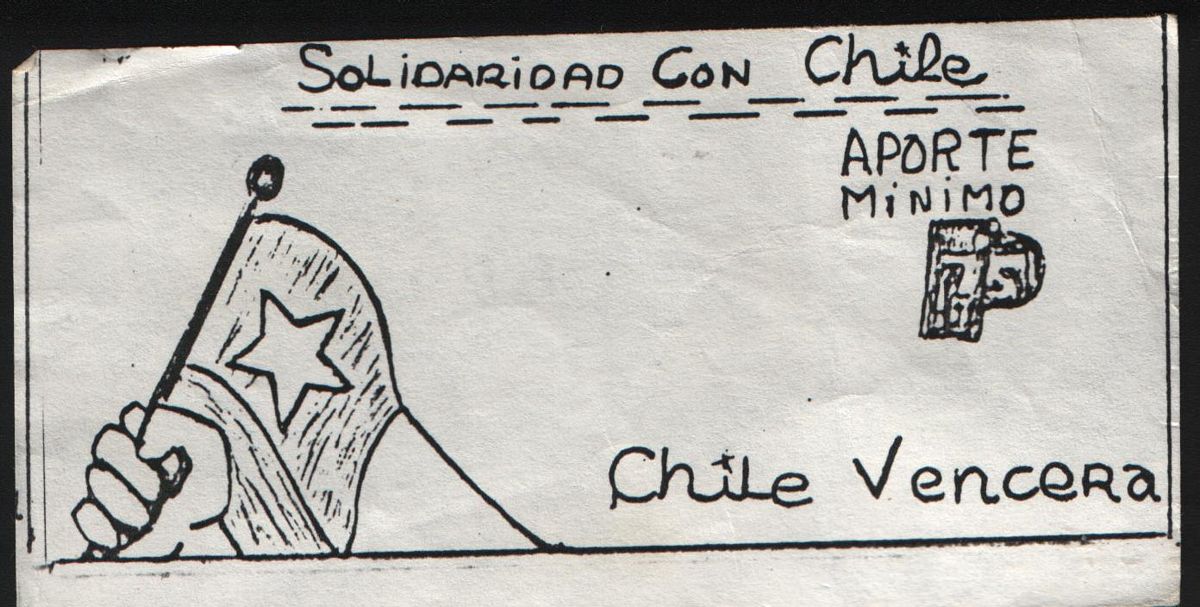 SOLiDARiDAD CON Chile
APORTE
MiNiMO
Chile Vencera